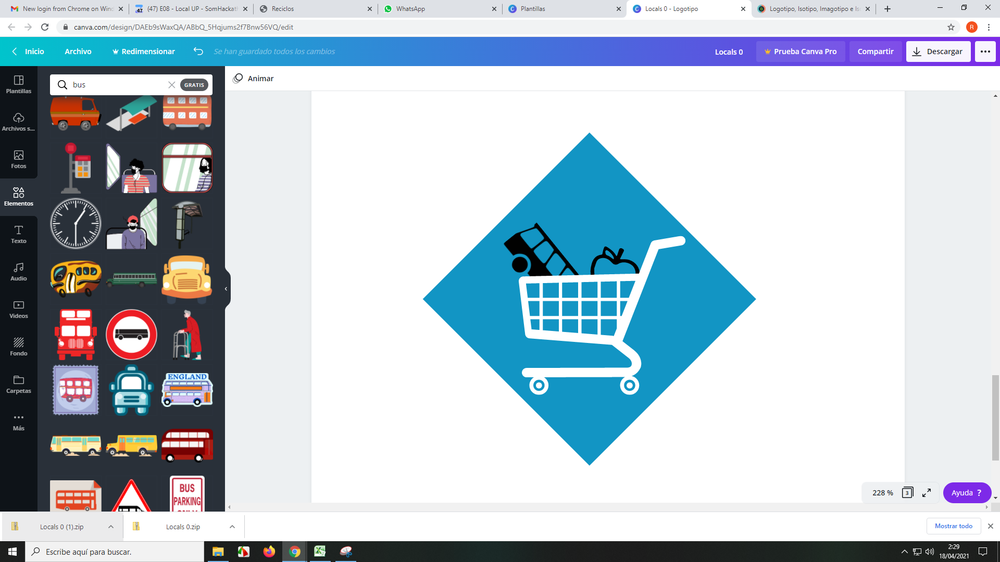 New login from Chrome on Wind
(47) E08 - Local UP - SomHackath
Reciclos
WhatsApp
Plantillas
Locals 0 - Logotipo
Logotipo, Isotipo, Imagotipo e Iso
canva.com/design/DAEb9sWaxQA/ABbQ_5Hqjums2f7Bnw56VQ/edit
R
Inicio
Archivo
Redimensionar
Se han guardado todos los cambios
Locals 0
Prueba Canva Pro
Compartir
Descargar
Plantillas
Archivos s...
Fotos
Elementos
Texto
Audio
Videos
Fondo
Carpetas
Más
bus
GRATIS
Animar
ENGLAND
BUS
PARKING
228 %
3
Ayuda ?
Locals 0 (1).zip
Locals 0.zip
Mostrar todo
Escribe aquí para buscar.
2:29
18/04/2021